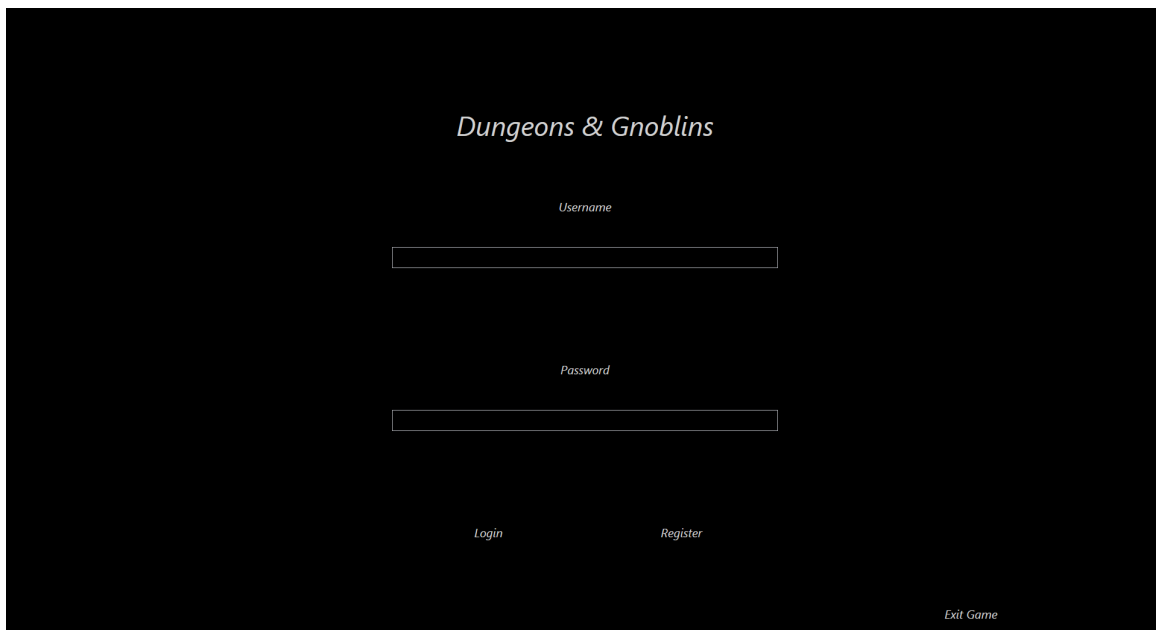 Dungeons & Gnoblins
Username
Password
Login Register
Exit Game